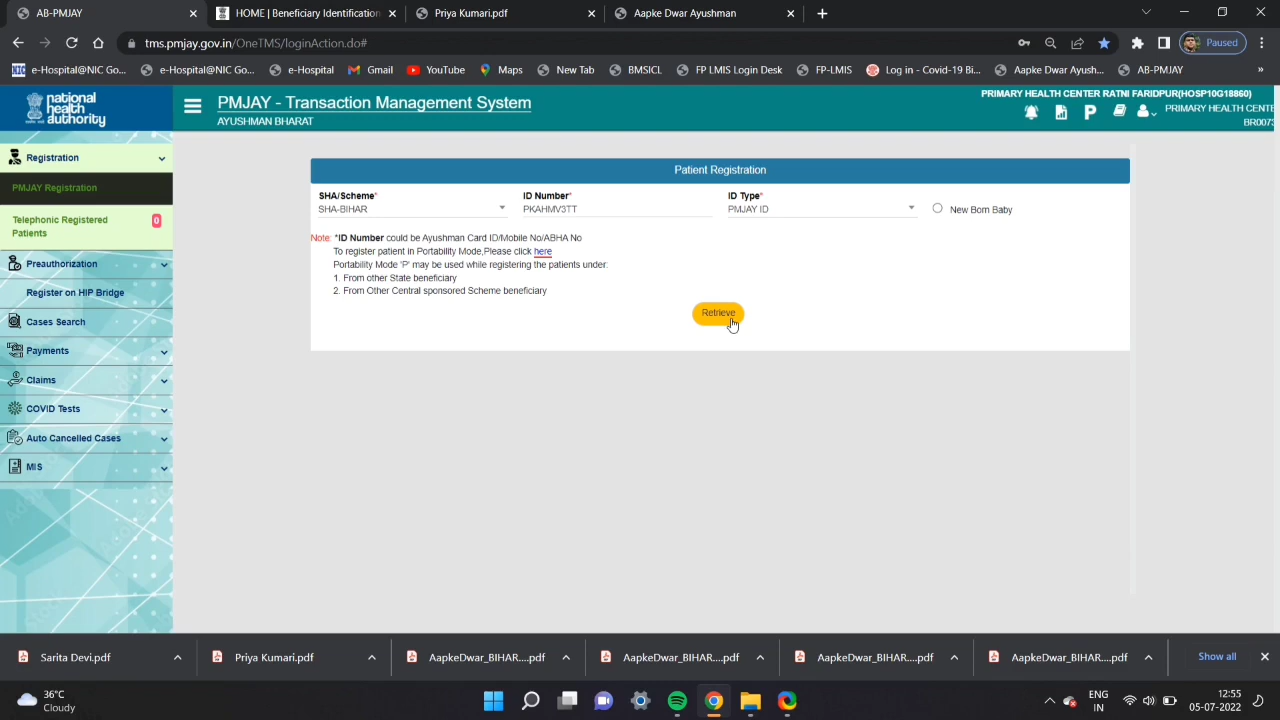 AB-PMJAY
HOME | Beneficiary Identification
Priya Kumari.pdf
Aapke Dwar Ayushman
tms.pmjay.gov.in/OneTMS/loginAction.do#
Paused
e-Hospital@NIC Go...
e-Hospital@NIC Go...
e-Hospital
Gmail
YouTube
Maps
New Tab
BMSICL
FP LMIS Login Desk
FP-LMIS
Log in - Covid-19 Bi...
Aapke Dwar Ayush...
AB-PMJAY
»
national
health
authority
PMJAY - Transaction Management System
AYUSHMAN BHARAT
PRIMARY HEALTH CENTER RATNI FARIDPUR(HOSP10G18860)
P
PRIMARY HEALTH CENTE
BR0073
Registration
PMJAY Registration
Telephonic Registered
Patients
0
Preauthorization
Register on HIP Bridge
Cases Search
Payments
Claims
COVID Tests
Auto Cancelled Cases
MIS
Patient Registration
SHA/Scheme*
SHA-BIHAR
ID Number*
PKAHMV3TT
ID Type*
PMJAY ID
New Born Baby
Note: *ID Number could be Ayushman Card ID/Mobile No/ABHA No
To register patient in Portability Mode,Please click here
Portability Mode 'P' may be used while registering the patients under:
1. From other State beneficiary
2. From Other Central sponsored Scheme beneficiary
Retrieve
Sarita Devi.pdf
Priya Kumari.pdf
AapkeDwar_BIHAR....pdf
AapkeDwar_BIHAR....pdf
AapkeDwar_BIHAR....pdf
AapkeDwar_BIHAR....pdf
Show all
36°C
Cloudy
ENG
IN
12:55
05-07-2022